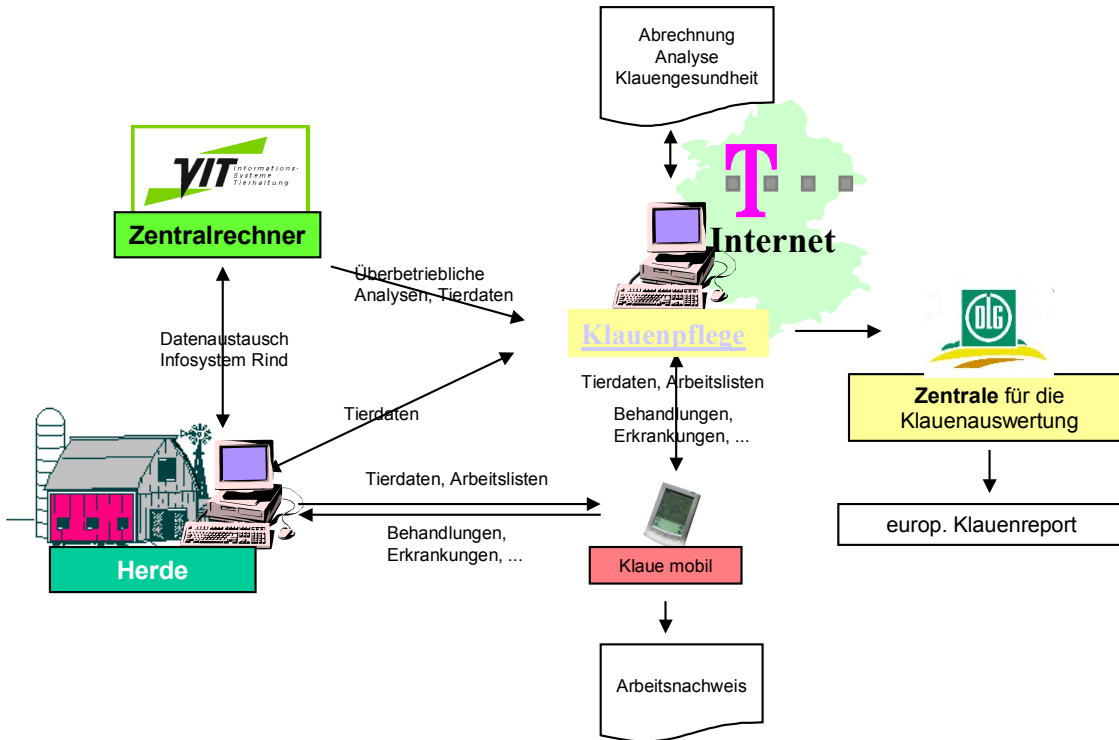 Abrechnung
Analyse
Klauengesundheit
VIT
Informations-
Systeme
Tierhaltung
Zentralrechner
T
Internet
Überbetriebliche
Analysen, Tierdaten
DLG
Datenaustausch
Infosystem Rind
Klauenpflege
Tierdaten, Arbeitslisten
Zentrale für die
Klauenauswertung
Tierdaten
Behandlungen,
Erkrankungen, ...
Tierdaten, Arbeitslisten
europ. Klauenreport
Behandlungen,
Erkrankungen, ...
Herde
Klaue mobil
Arbeitsnachweis